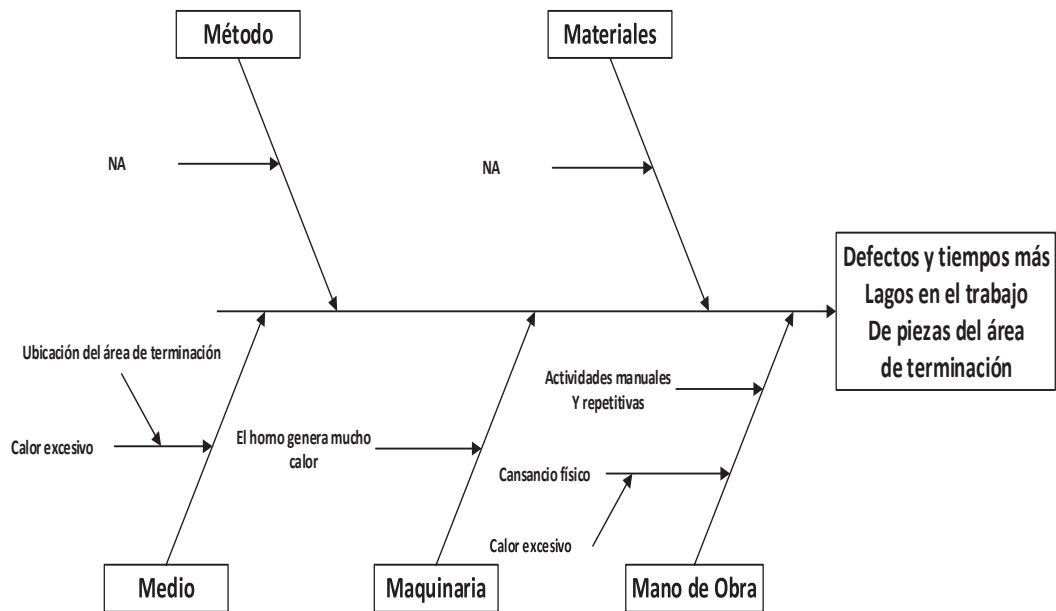 Método
Materiales
NA
NA
Defectos y tiempos más
Lagos en el trabajo
De piezas del área
de terminación
Ubicación del área de terminación
Calor excesivo
El homo genera mucho
calor
Actividades manuales
Y repetitivas
Cansancio físico
Calor excesivo
Medio
Maquinaria
Mano de Obra